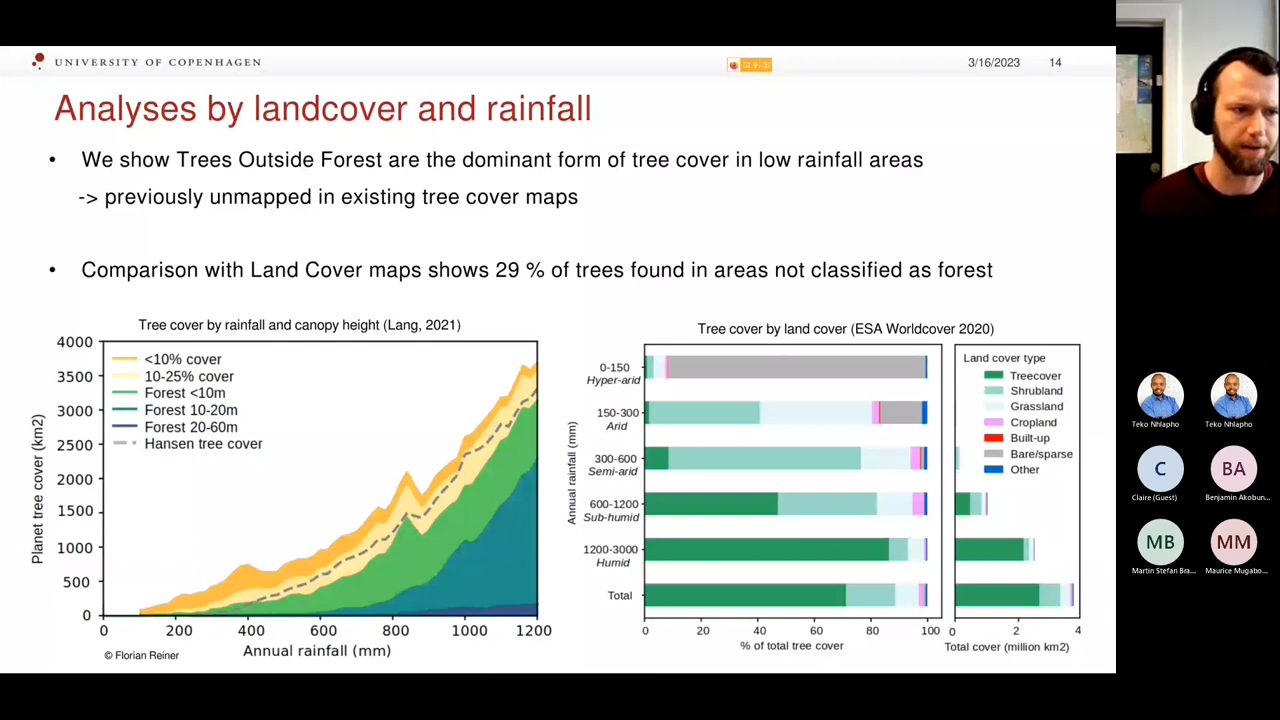 UNIVERSITY OF COPENHAGEN
3/16/2023 14
Analyses by landcover and rainfall
• We show Trees Outside Forest are the dominant form of tree cover in low rainfall areas
-> previously unmapped in existing tree cover maps
• Comparison with Land Cover maps shows 29 % of trees found in areas not classified as forest
Tree cover by rainfall and canopy height (Lang, 2021)
Planet tree cover (km2)
4000
3500
3000
2500
2000
1500
1000
500
0
<10% cover
10-25% cover
Forest <10m
Forest 10-20m
Forest 20-60m
Hansen tree cover
0 200 400 600 800 1000 1200
Annual rainfall (mm)
© Florian Reiner
Tree cover by land cover (ESA Worldcover 2020)
Annual rainfall (mm)
0-150
Hyper-arid
150-300
Arid
300-600
Semi-arid
600-1200
Sub-humid
1200-3000
Humid
Total
0 20 40 60 80 100
% of total tree cover
Land cover type
Treecover
Shrubland
Grassland
Cropland
Built-up
Bare/sparse
Other
0 2 4
Total cover (million km2)
Teko Nhlapho
Teko Nhlapho
C
BA
Claire (Guest)
Benjamin Akobun...
MB
MM
Martin Stefan Bra...
Maurice Mugabo...